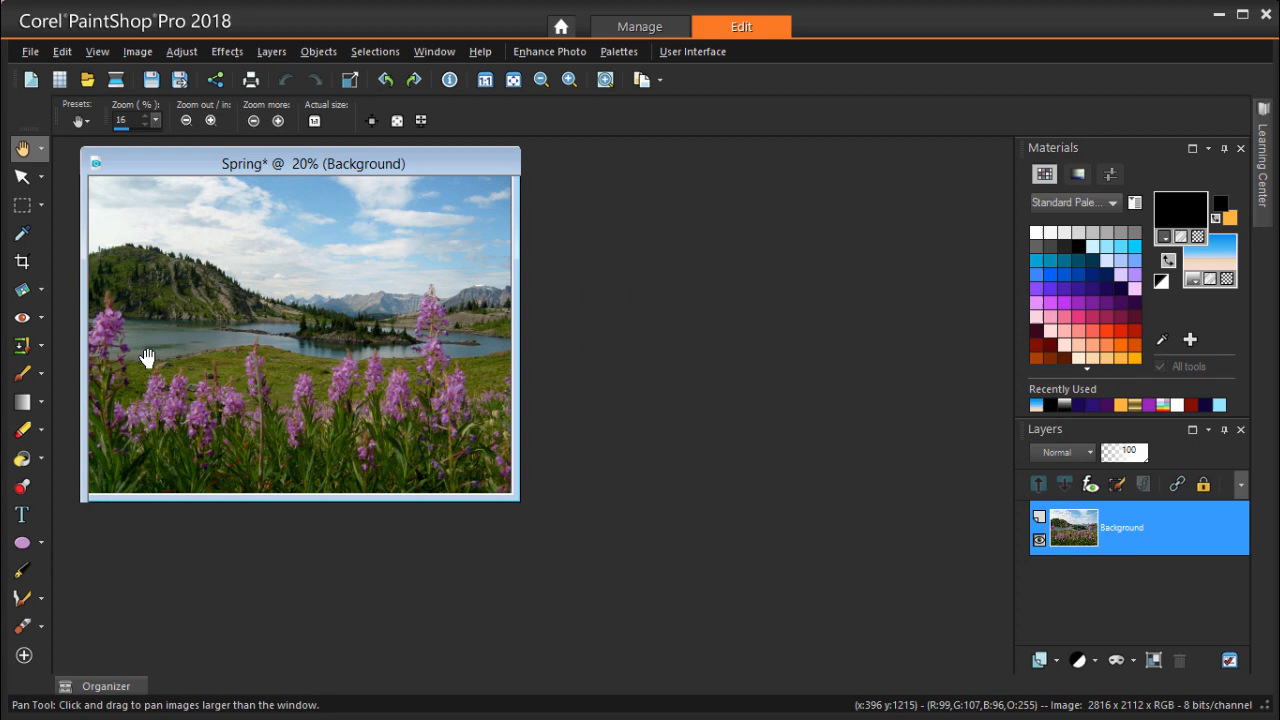 Corel®PaintShop®Pro 2018
Manage
Edit
File Edit View Image Adjust Effects Layers Objects Selections Window Help Enhance Photo Palettes User Interface
Presets: Zoom ( % ): Zoom out / in: Zoom more: Actual size:
16
Spring* @ 20% (Background)
Materials
Standard Pale...
All tools
Recently Used
Layers
Normal
100
Background
Learning Center
Organizer
Pan Tool: Click and drag to pan images larger than the window.
(x:396 y:1215) -- (R:99,G:107,B:96,O:255) -- Image: 2816 x 2112 x RGB - 8 bits/channel